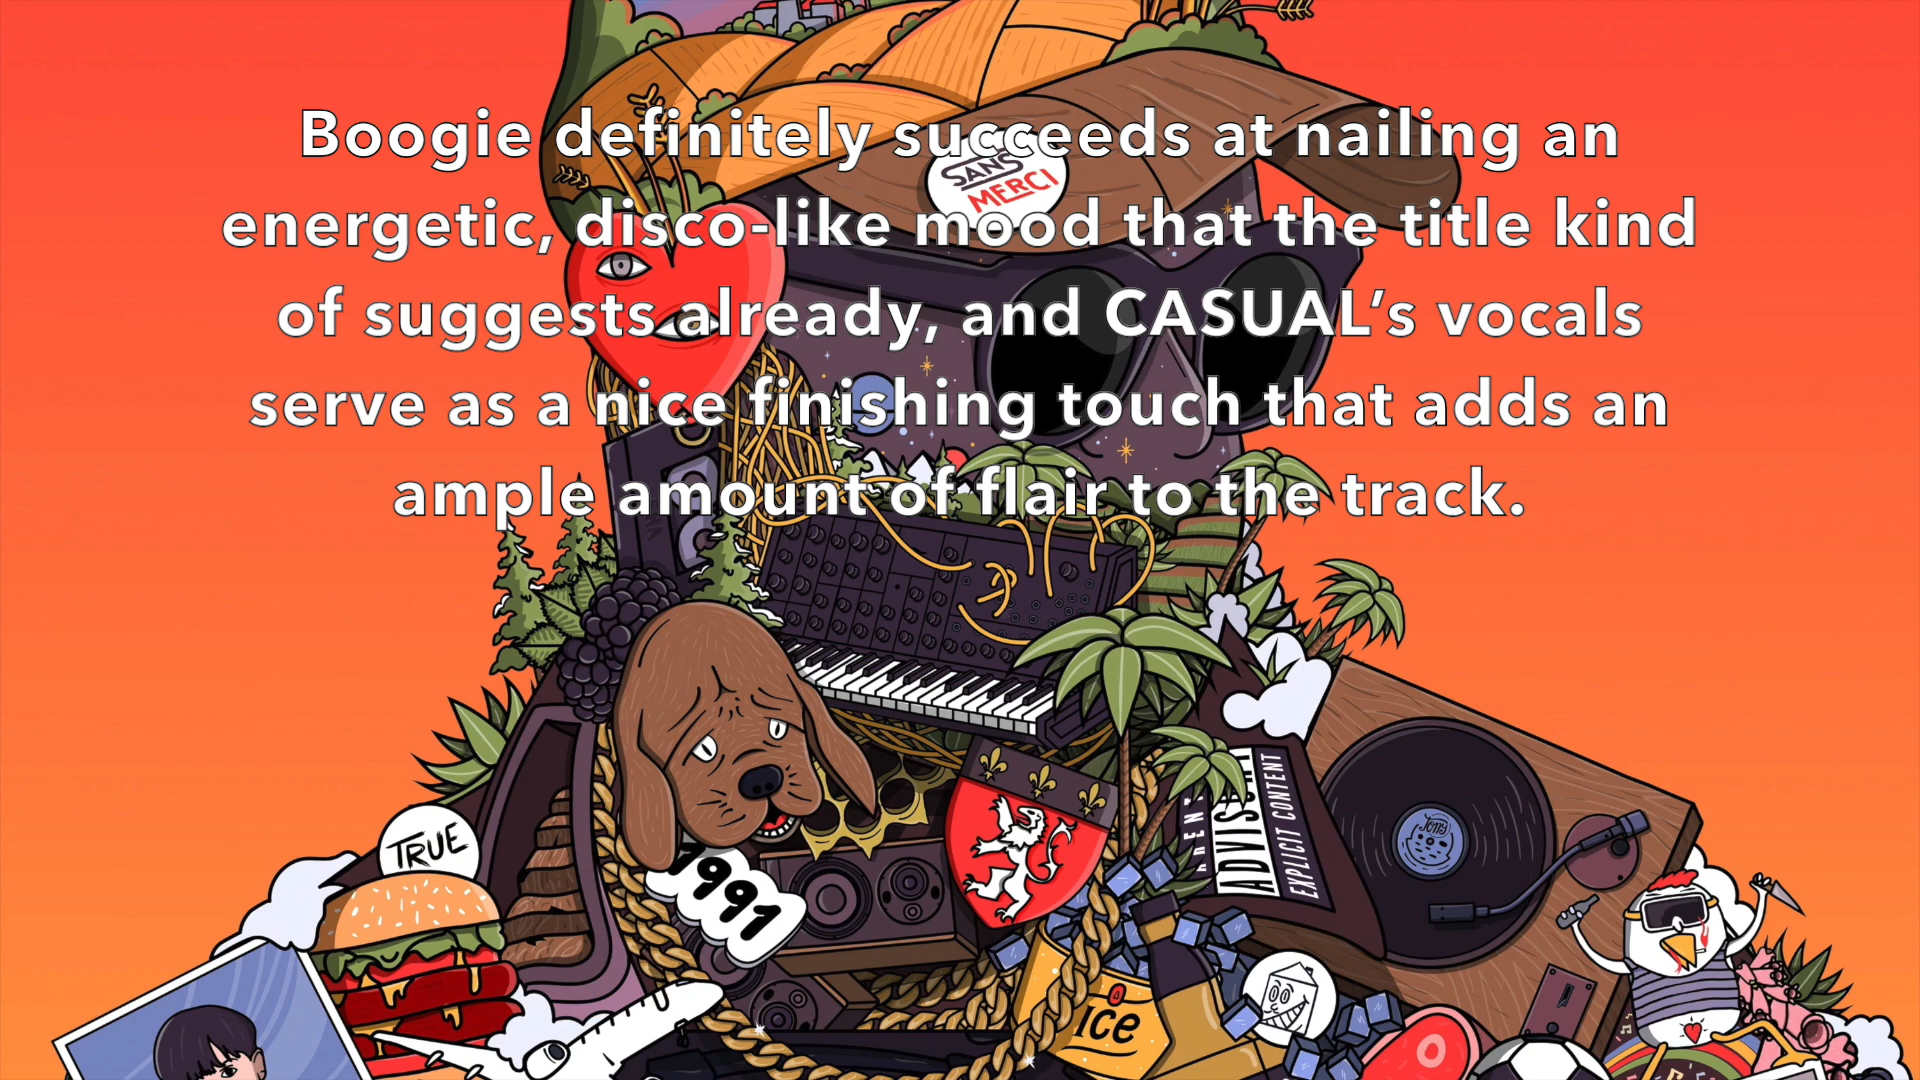 Boogie definitely succeeds at nailing an
energetic, disco-like mood that the title kind
of suggests already, and CASUAL’s vocals
serve as a nice finishing touch that adds an
ample amount of flair to the track.
SANS
MERCI
TRUE
1991
ADVISORY
EXPLICIT CONTENT
ICE